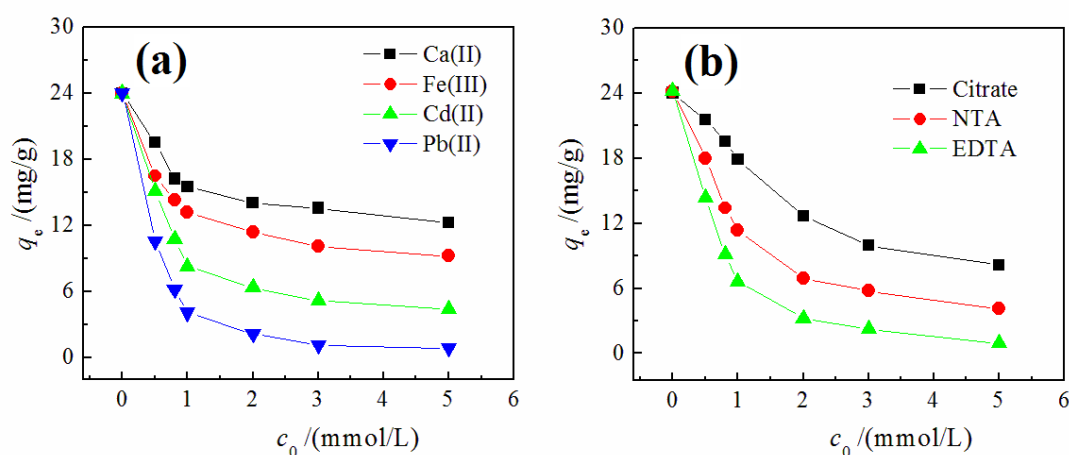 (a)
Ca(II)
Fe(III)
Cd(II)
Pb(II)
30
24
18
12
6
0
qe /(mg/g)
0 1 2 3 4 5 6
c0 /(mmol/L)
(b)
Citrate
NTA
EDTA
30
24
18
12
6
0
qe /(mg/g)
0 1 2 3 4 5 6
c0 /(mmol/L)